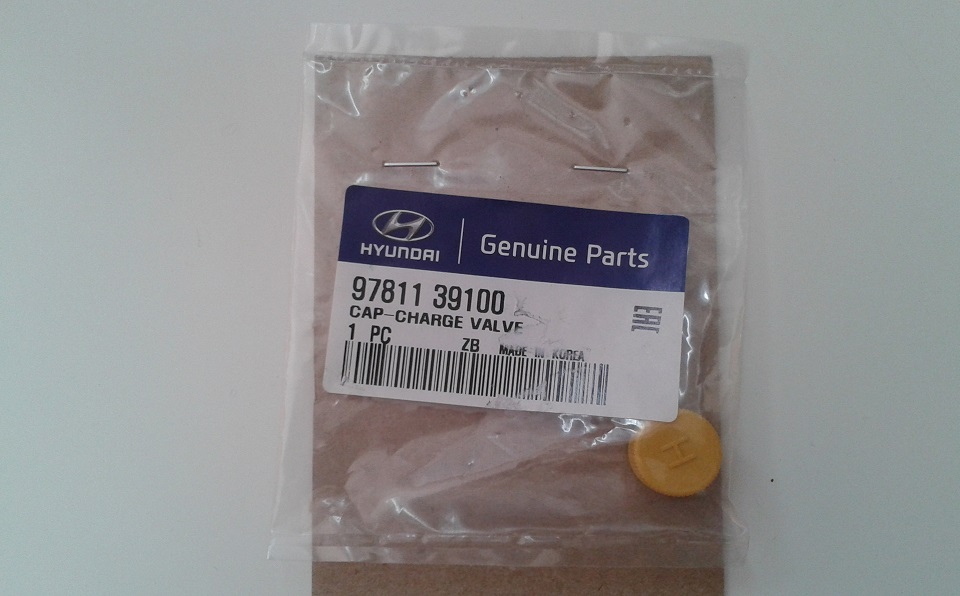 HYUNDAI
Genuine Parts
97811 39100
CAP-CHARGE VALVE
EAC
1 PC ZB MADE IN KOREA
H